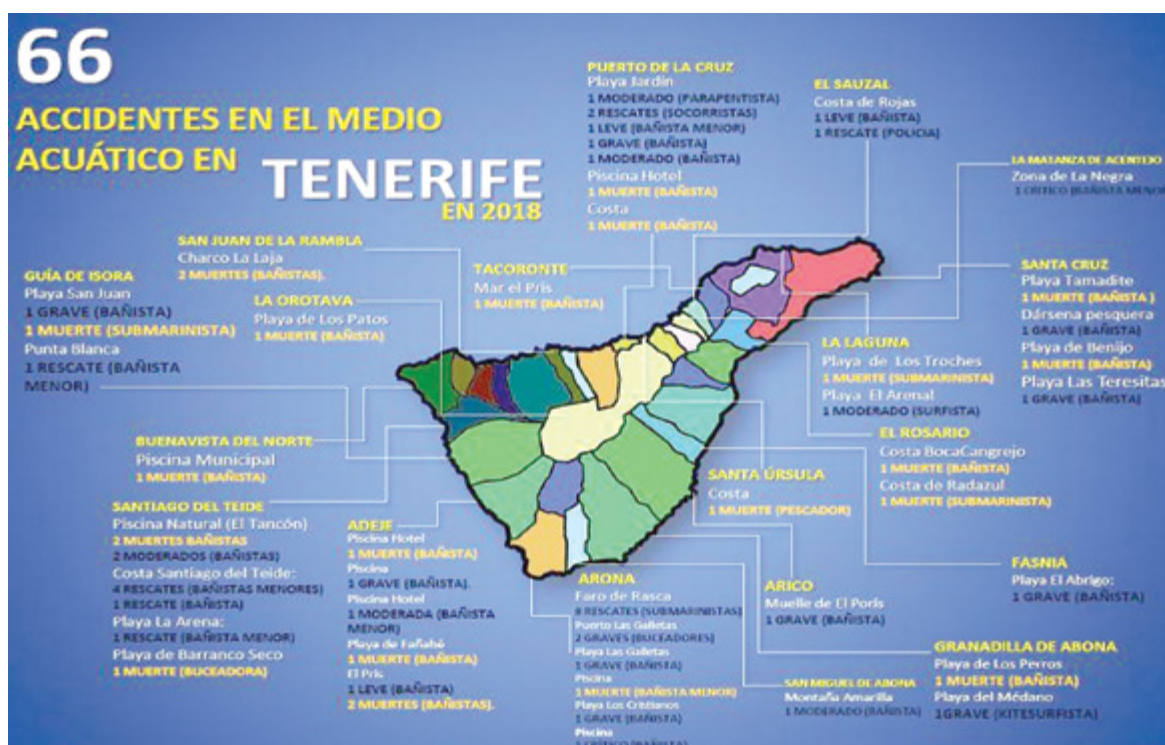 66
ACCIDENTES EN EL MEDIO
ACUÁTICO EN TENERIFE
EN 2018
PUERTO DE LA CRUZ
Playa Jardín
1 MODERADO (PARAPENTISTA)
2 RESCATES (SOCORRISTAS)
1 LEVE (BAÑISTA MENOR)
1 GRAVE (BAÑISTA)
1 MODERADO (BAÑISTA)
Piscina Hotel
1 MUERTE (BAÑISTA)
Costa
1 MUERTE (BAÑISTA)
EL SAUZAL
Costa de Rojas
1 LEVE (BAÑISTA)
1 RESCATE (POLICIA)
LA MATANZA DE ACENTEJO
Zona de La Negra
1 CRITICO (BAÑISTA MENOR
SAN JUAN DE LA RAMBLA
Charco La Laja
2 MUERTES (BAÑISTAS).
GUÍA DE ISORA
Playa San Juan
1 GRAVE (BAÑISTA)
1 MUERTE (SUBMARINISTA)
Punta Blanca
1 RESCATE (BAÑISTA
MENOR)
LA OROTAVA
Playa de Los Patos
1 MUERTE (BAÑISTA)
TACORONTE
Mar el Pris
1 MUERTE (BAÑISTA)
SANTA CRUZ
Playa Tamadite
1 MUERTE (BAÑISTA )
Dársena pesquera
1 GRAVE (BAÑISTA)
Playa de Benijo
1 MUERTE (BAÑISTA)
Playa Las Teresitas
1 GRAVE (BAÑISTA)
LA LAGUNA
Playa de Los Troches
1 MUERTE (SUBMARINISTA)
Playa El Arenal
1 MODERADO (SURFISTA)
EL ROSARIO
Costa BocaCangrejo
1 MUERTE (BAÑISTA)
Costa de Radazul
1 MUERTE (SUBMARINISTA)
BUENAVISTA DEL NORTE
Piscina Municipal
1 MUERTE (BAÑISTA)
SANTA ÚRSULA
Costa
1 MUERTE (PESCADOR)
SANTIAGO DEL TEIDE
Piscina Natural (El Tancón)
2 MUERTES BAÑISTAS
2 MODERADOS (BAÑISTAS)
Costa Santiago del Teide:
4 RESCATES (BAÑISTAS MENORES)
1 RESCATE (BAÑISTA)
Playa La Arena:
1 RESCATE (BAÑISTA MENOR)
Playa de Barranco Seco
1 MUERTE (BUCEADORA)
ADEJE
Piscina Hotel
1 MUERTE (BAÑISTA)
Piscina
1 GRAVE (BAÑISTA).
Piscina Hotel
1 MODERADA (BAÑISTA
MENOR)
Playa de Fañabé
1 MUERTE (BAÑISTA)
El Pris
1 LEVE (BAÑISTA)
2 MUERTES (BAÑISTAS).
ARONA
Faro de Rasca
8 RESCATES (SUBMARINISTAS)
Puerto Las Galletas
2 GRAVES (BUCEADORES)
Playa Las Galletas
1 GRAVE (BAÑISTA)
Piscina
1 MUERTE (BAÑISTA MENOR)
Playa Los Cristianos
1 GRAVE (BAÑISTA)
Piscina
1 CRÍTICO (BAÑISTA)
ARICO
Muelle de El Porís
1 GRAVE (BAÑISTA)
FASNIA
Playa El Abrigo:
1 GRAVE (BAÑISTA)
SAN MIGUEL DE ABONA
Montaña Amarilla
1 MODERADO (BAÑISTA)
GRANADILLA DE ABONA
Playa de Los Perros
1 MUERTE (BAÑISTA)
Playa del Médano
1GRAVE (KITESURFISTA)